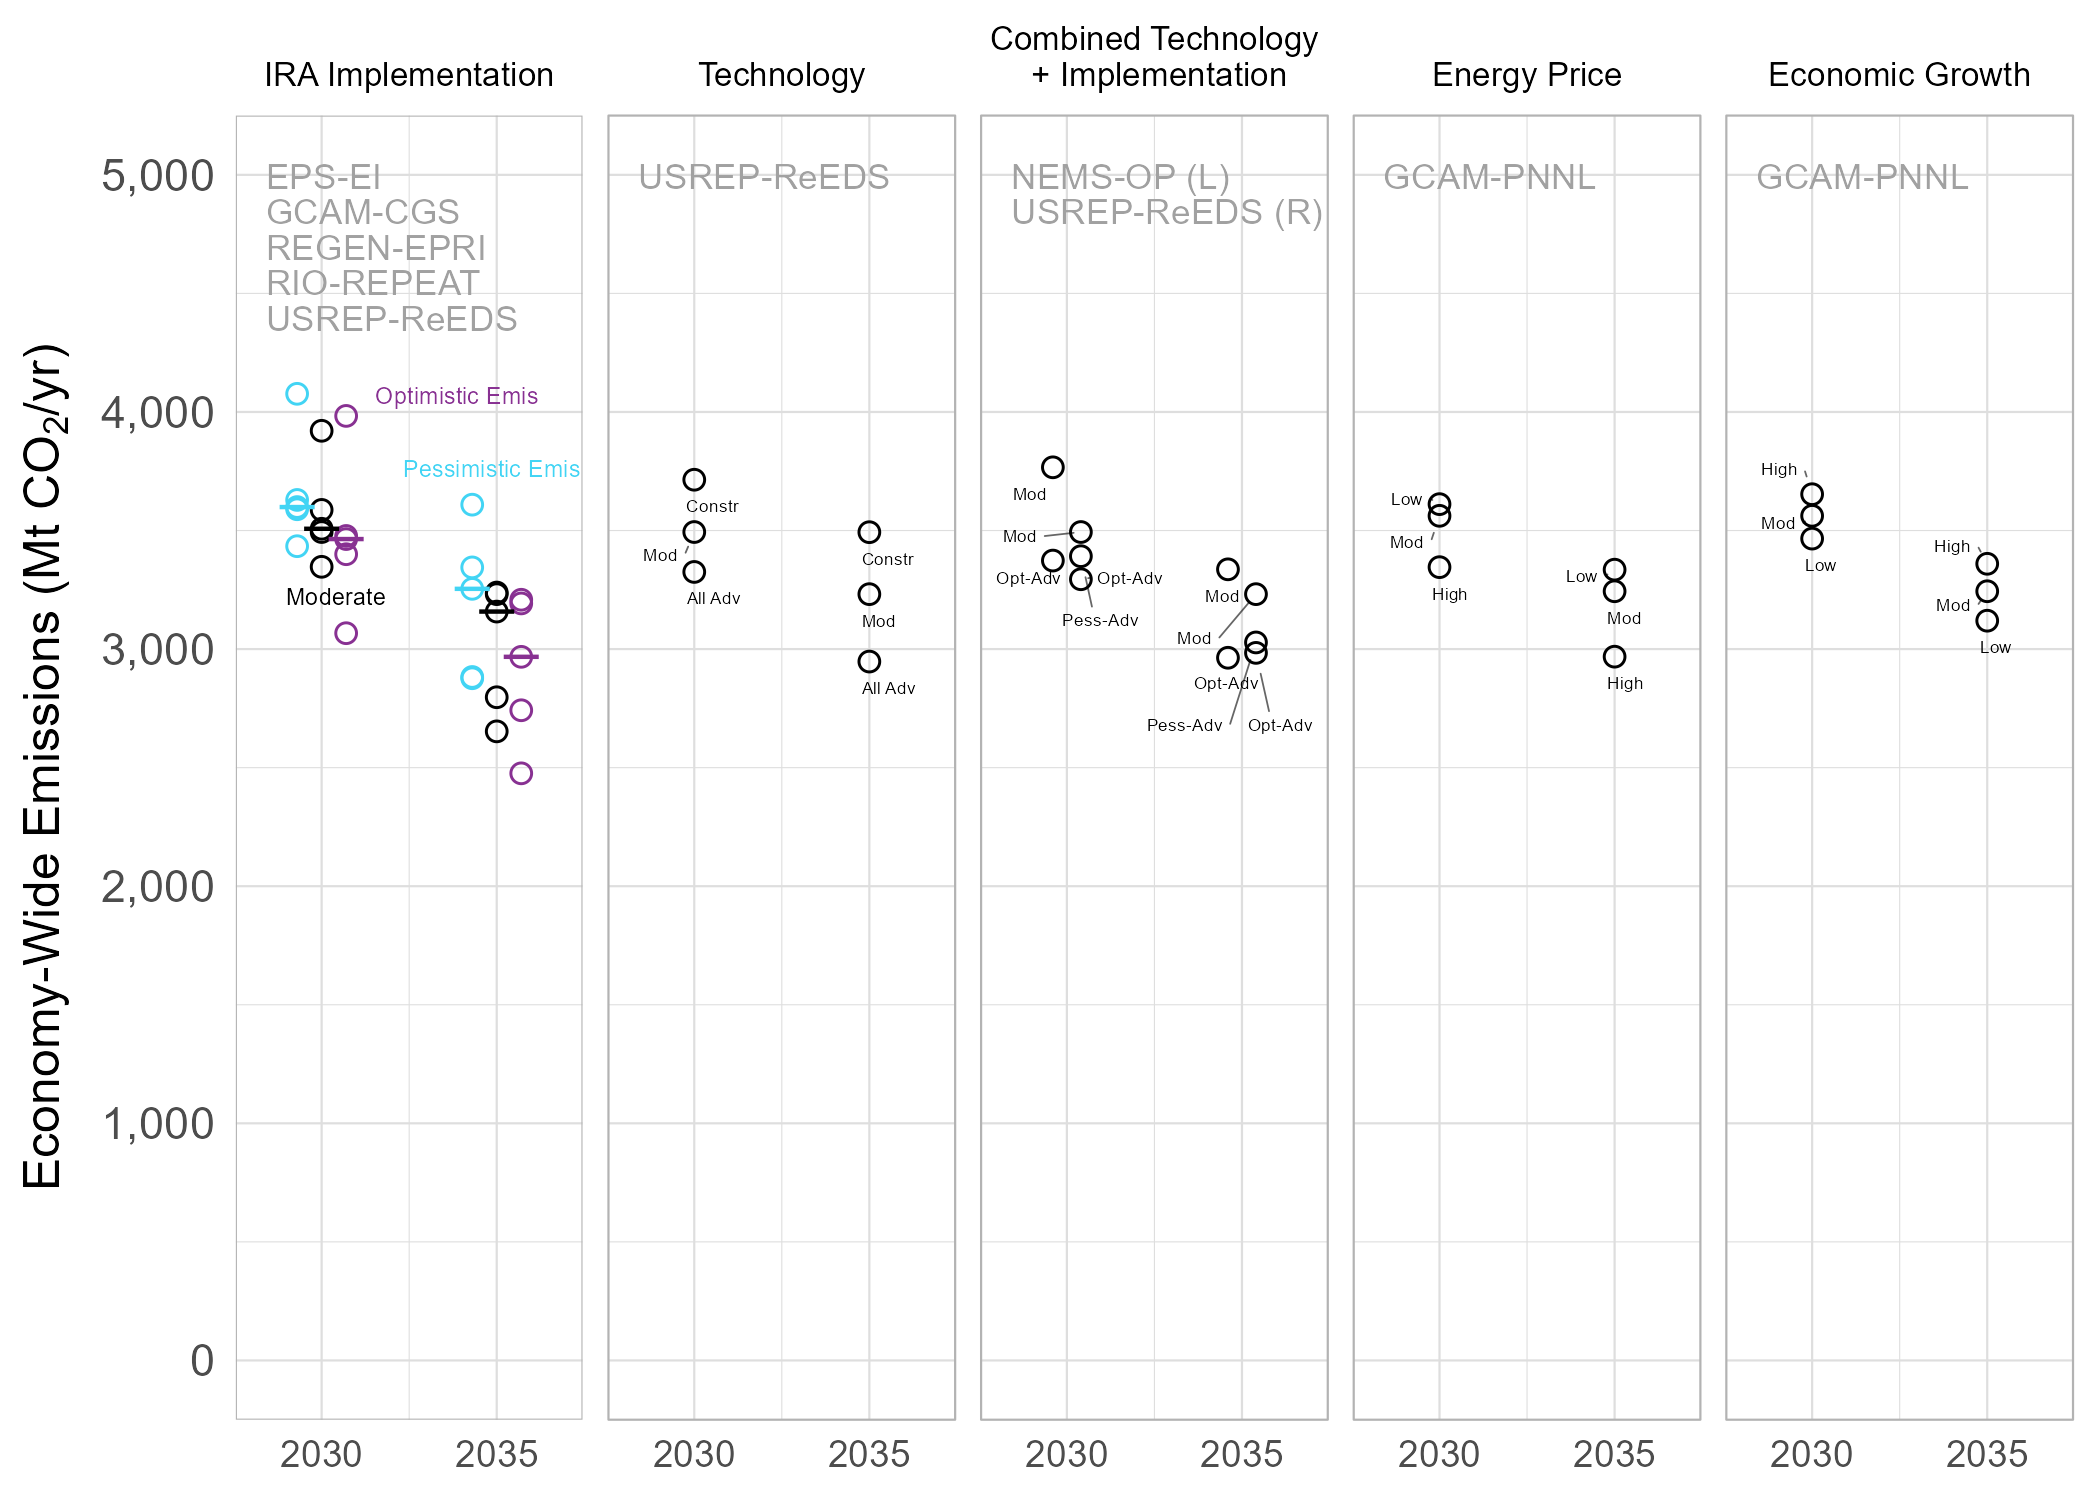 IRA Implementation
Technology
Combined Technology
+ Implementation
Energy Price
Economic Growth
Economy-Wide Emissions (Mt CO2/yr)
5,000
4,000
3,000
2,000
1,000
0
EPS-EI
GCAM-CGS
REGEN-EPRI
RIO-REPEAT
USREP-ReEDS
Optimistic Emis
Pessimistic Emis
Moderate
2030
2035
USREP-ReEDS
Constr
Mod
All Adv
Constr
Mod
All Adv
2030
2035
NEMS-OP (L)
USREP-ReEDS (R)
Mod
Mod
Opt-Adv
Opt-Adv
Pess-Adv
Mod
Mod
Opt-Adv
Pess-Adv
Opt-Adv
2030
2035
GCAM-PNNL
Low
Mod
High
Low
Mod
High
2030
2035
GCAM-PNNL
High
Mod
Low
High
Mod
Low
2030
2035